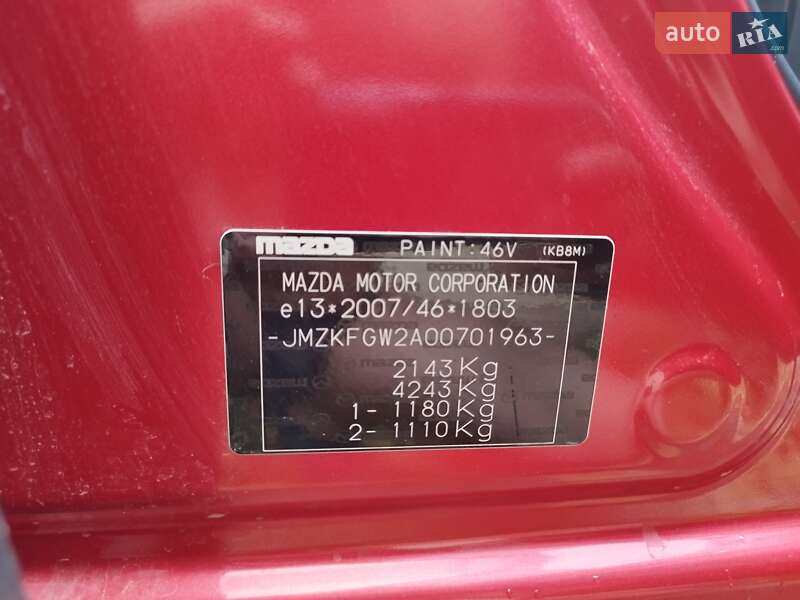 auto RIA
mazda PAINT:46V (KB8M)
MAZDA MOTOR CORPORATION
e13*2007/46*1803
-JMZKFGW2A00701963-
2143Kg
4243Kg
1- 1180Kg
2- 1110Kg